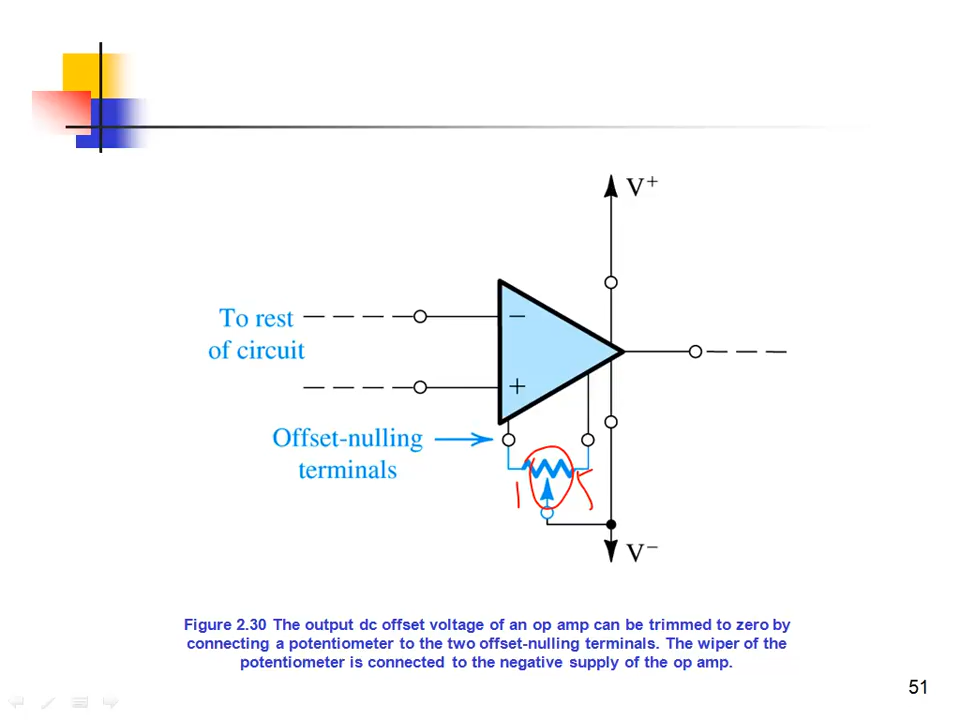 V+
To rest
of circuit
−
+
Offset-nulling
terminals
1 5
V−
Figure 2.30 The output dc offset voltage of an op amp can be trimmed to zero by
connecting a potentiometer to the two offset-nulling terminals. The wiper of the
potentiometer is connected to the negative supply of the op amp.
51